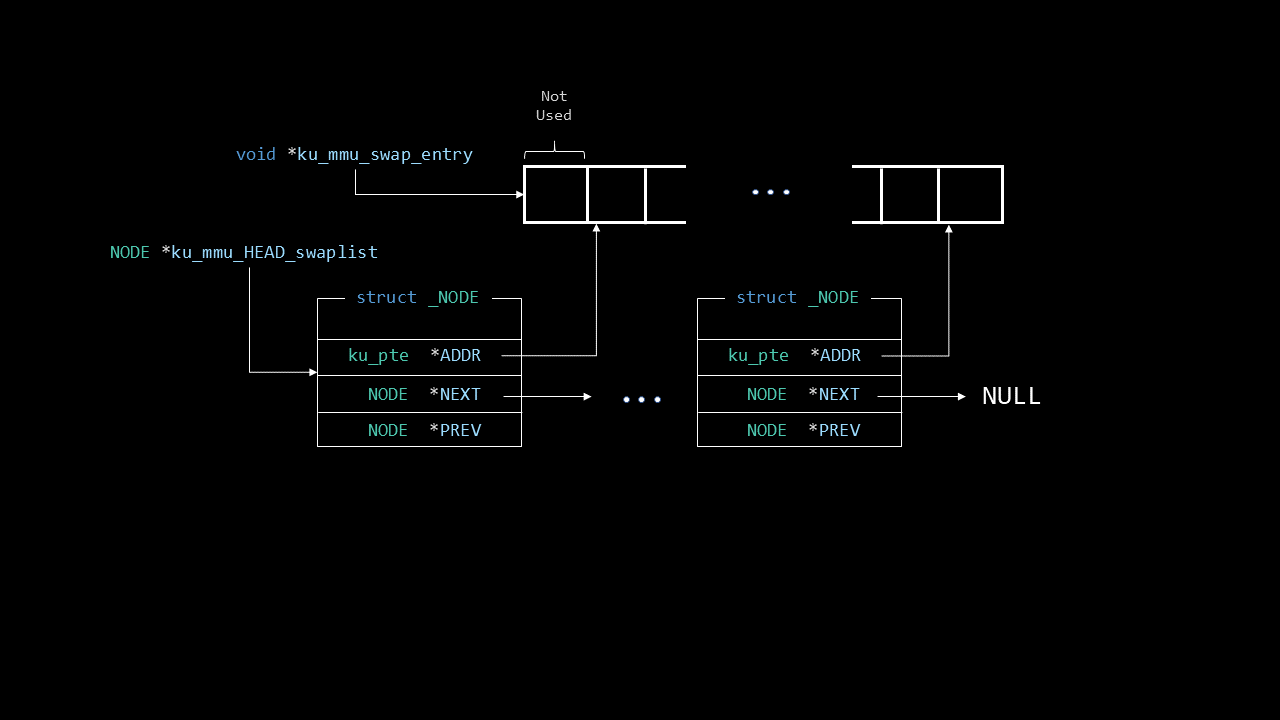 Not
Used
void *ku_mmu_swap_entry
NODE *ku_mmu_HEAD_swaplist
struct _NODE
ku_pte *ADDR
NODE *NEXT
NODE *PREV
struct _NODE
ku_pte *ADDR
NODE *NEXT
NODE *PREV
NULL